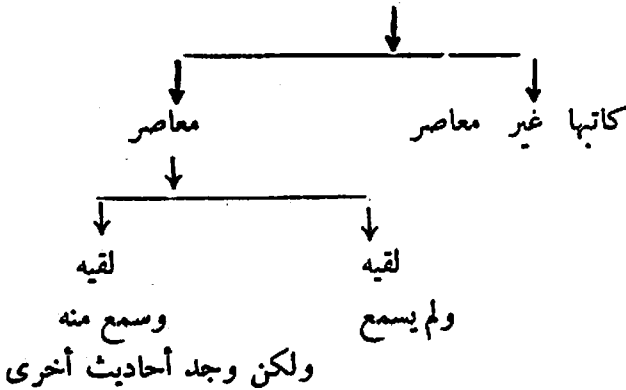 كاتبها غير معاصر
معاصر
لقيه
ولم يسمع
لقيه
وسمع منه
ولكن وجد أحاديث أخرى